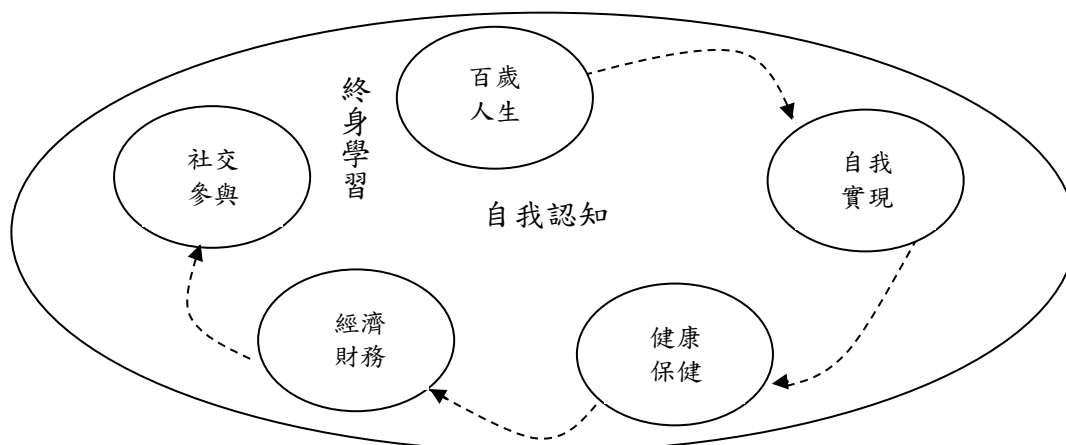 百歲
人生
終身學習
社交
參與
自我
實現
自我認知
經濟
財務
健康
保健